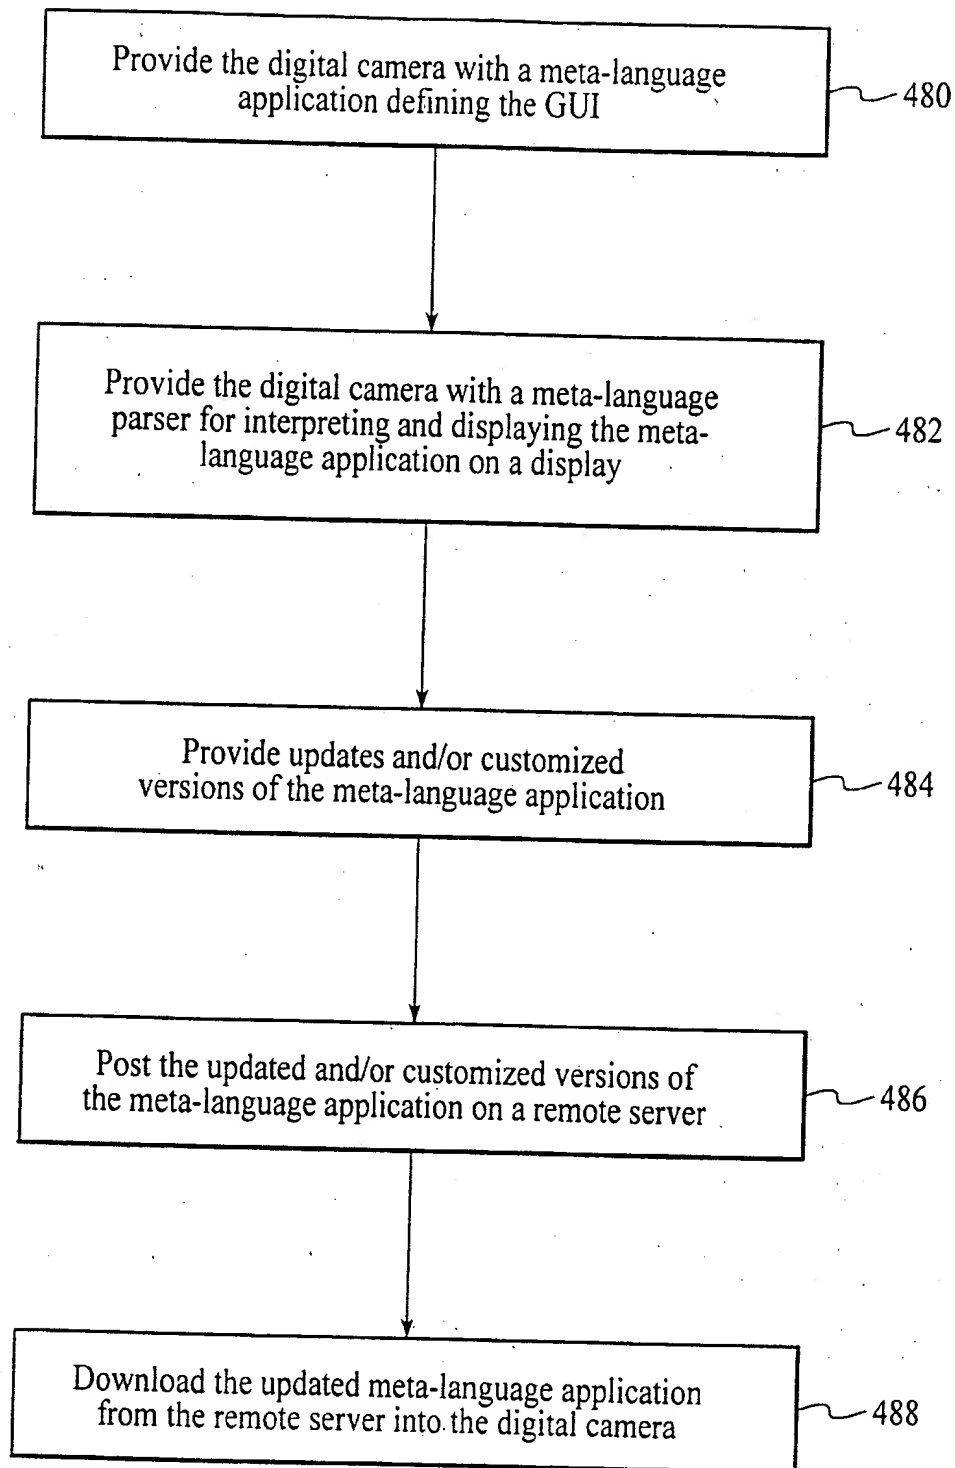 Provide the digital camera with a meta-language
application defining the GUI
480
Provide the digital camera with a meta-language
parser for interpreting and displaying the meta-
language application on a display
482
Provide updates and/or customized
versions of the meta-language application
484
Post the updated and/or customized versions of
the meta-language application on a remote server
486
Download the updated meta-language application
from the remote server into the digital camera
488